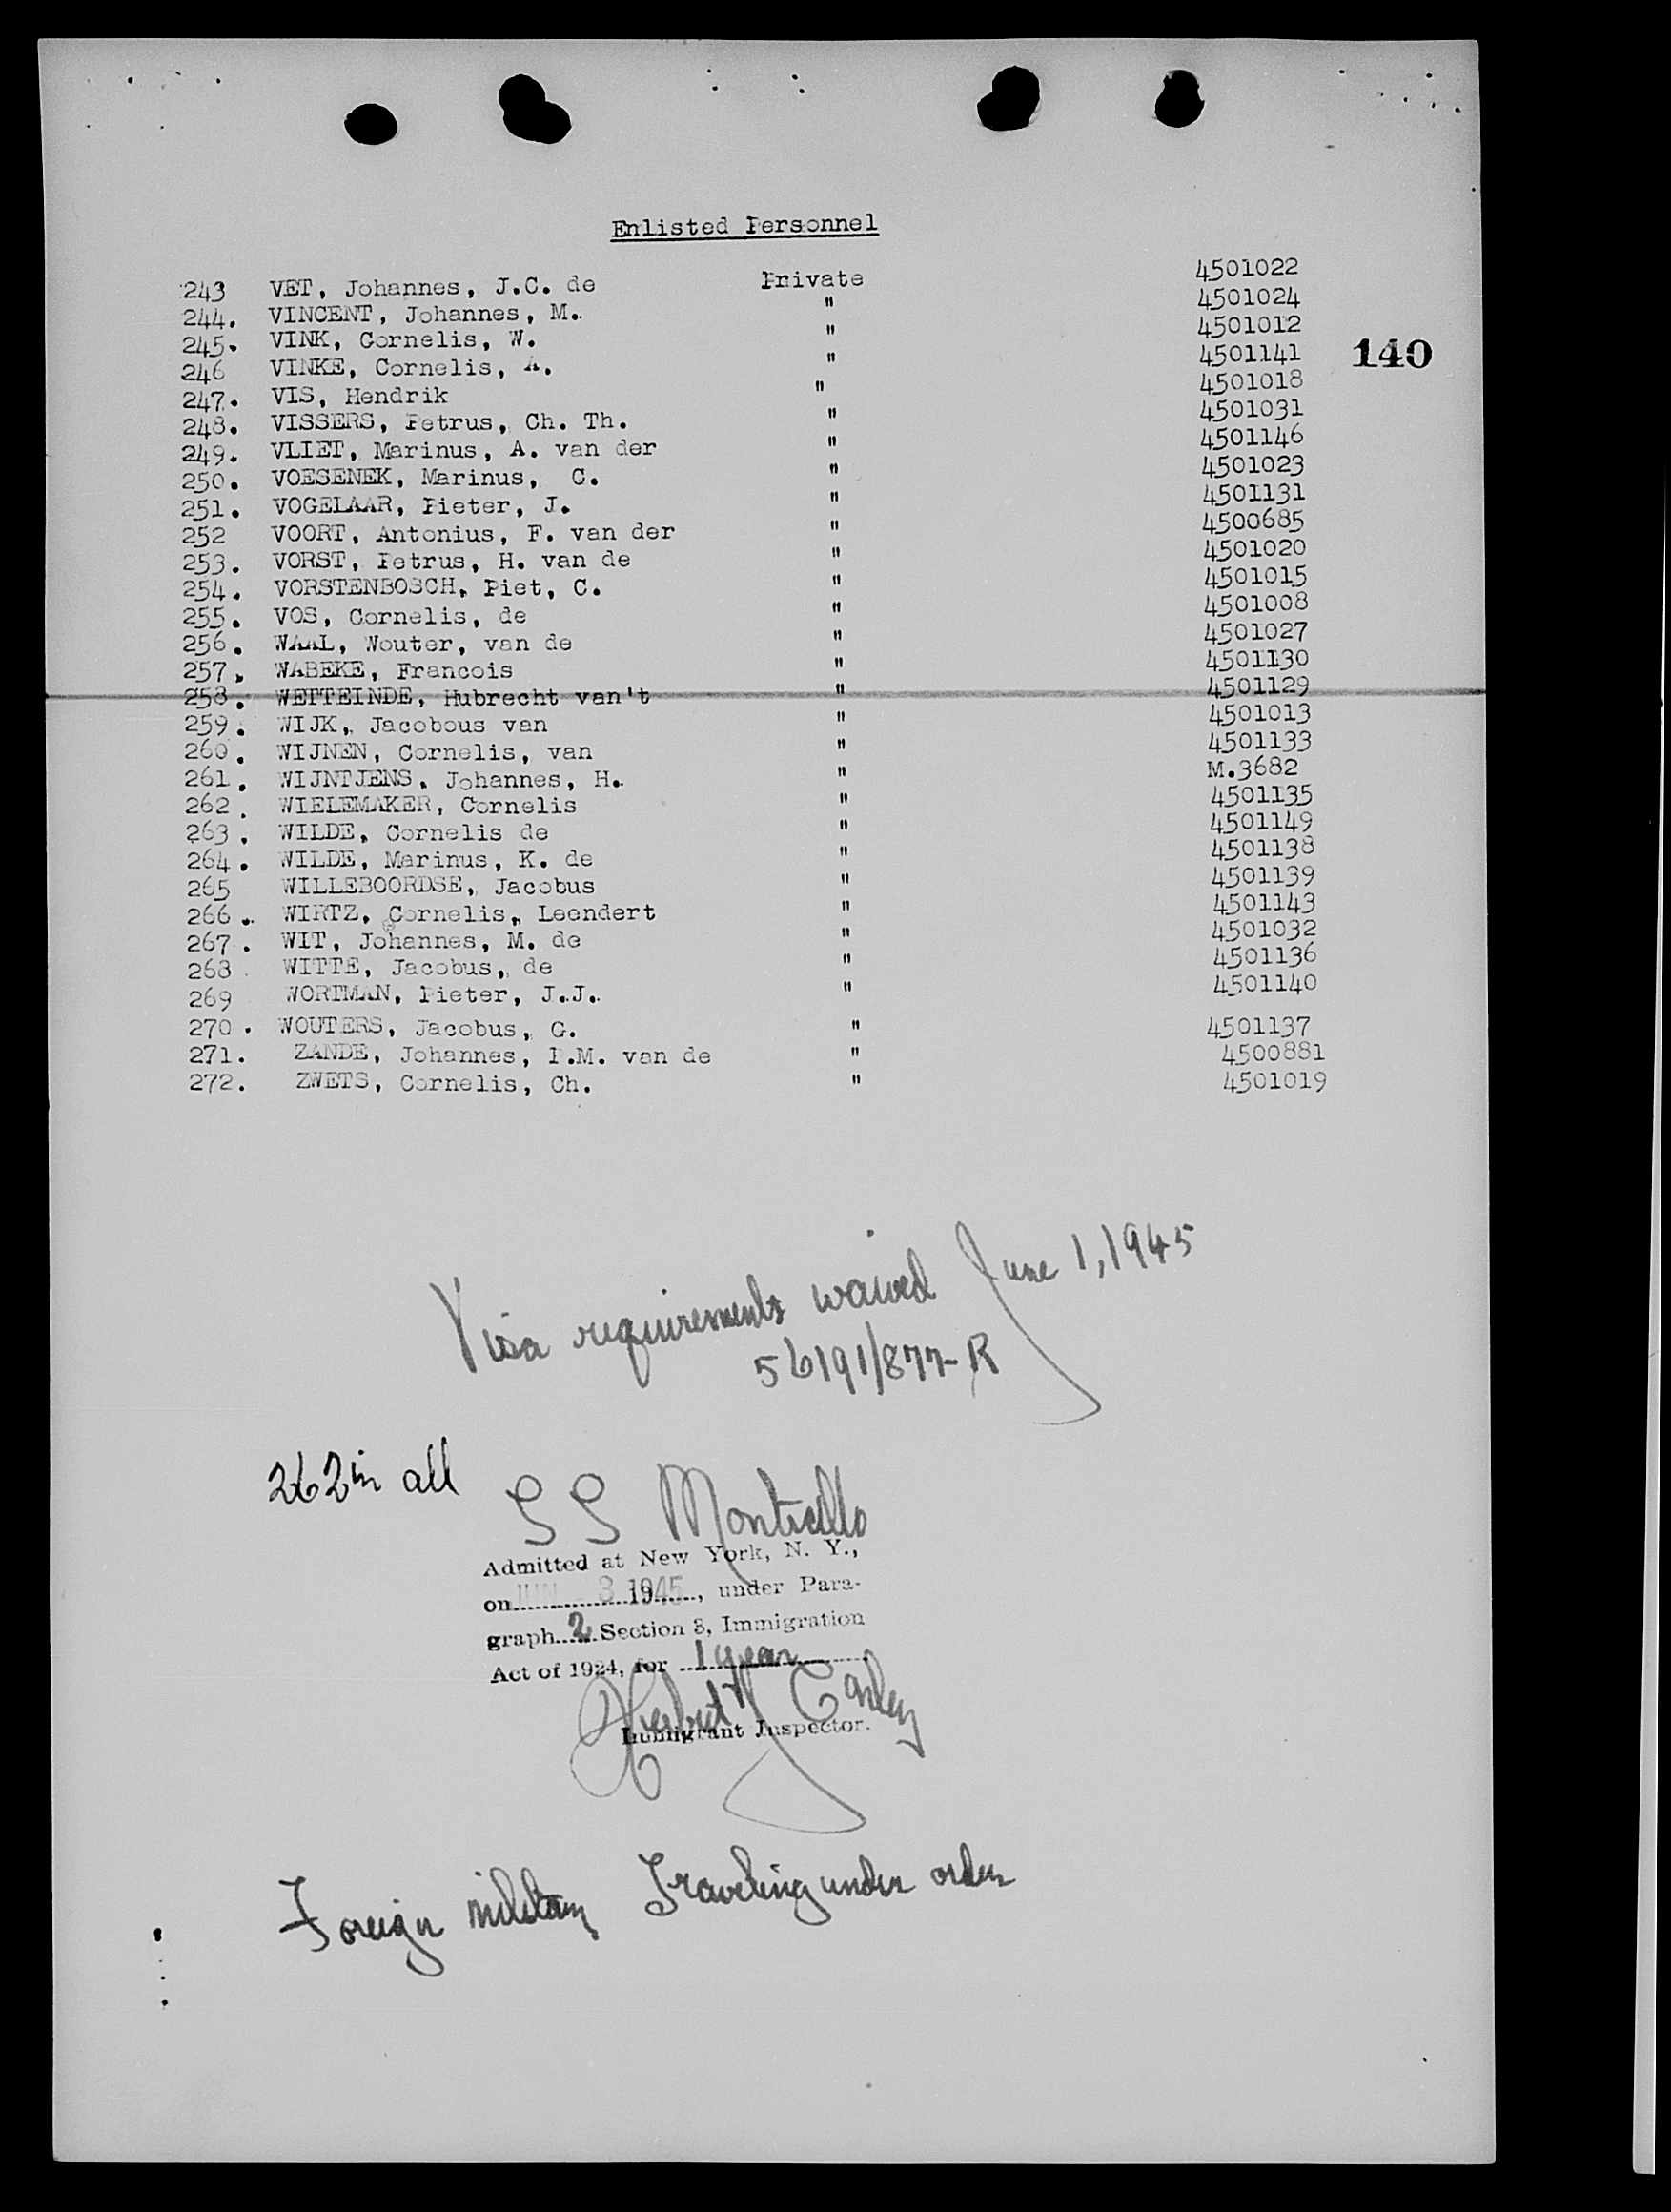 Enlisted Personnel
243 VET, Johannes, J.C. de Private 4501022
244. VINCENT, Johannes, M. " 4501024
245. VINK, Cornelis, W. " 4501012
246 VINKE, Cornelis, A. " 4501141
140
247. VIS, Hendrik " 4501018
248. VISSERS, Petrus, Ch. Th. " 4501031
249. VLIET, Marinus, A. van der " 4501146
250. VOESENEK, Marinus, C. " 4501023
251. VOGELAAR, Pieter, J. " 4501131
252 VOORT, Antonius, F. van der " 4500685
253. VORST, Petrus, H. van de " 4501020
254. VORSTENBOSCH, Piet, C. " 4501015
255. VOS, Cornelis, de " 4501008
256. WAAL, Wouter, van de " 4501027
257. WABEKE, Francois " 4501130
258. WETTEINDE, Hubrecht van't " 4501129
259. WIJK, Jacobous van " 4501013
260. WIJNEN, Cornelis, van " 4501133
261. WIJNTJENS, Johannes, H. " M.3682
262. WIELEMAKER, Cornelis " 4501135
263. WILDE, Cornelis de " 4501149
264. WILDE, Marinus, K. de " 4501138
265 WILLEBOORDSE, Jacobus " 4501139
266. WIRTZ, Cornelis, Leendert " 4501143
267. WIT, Johannes, M. de " 4501032
268. WITTE, Jacobus, de " 4501136
269 WORTMAN, Pieter, J.J. " 4501140
270. WOUTERS, Jacobus, G. " 4501137
271. ZANDE, Johannes, P.M. van de " 4500881
272. ZWETS, Cornelis, Ch. " 4501019
Visa requirements waived June 1, 1945
56191/877-R
262 in all
SS Monticello
Admitted at New York, N. Y.,
on JUN - 3 1945, under Para-
graph 2 Section 3, Immigration
Act of 1924, for 1 year
Herbert Conley
Immigrant Inspector.
Foreign military Traveling under orders